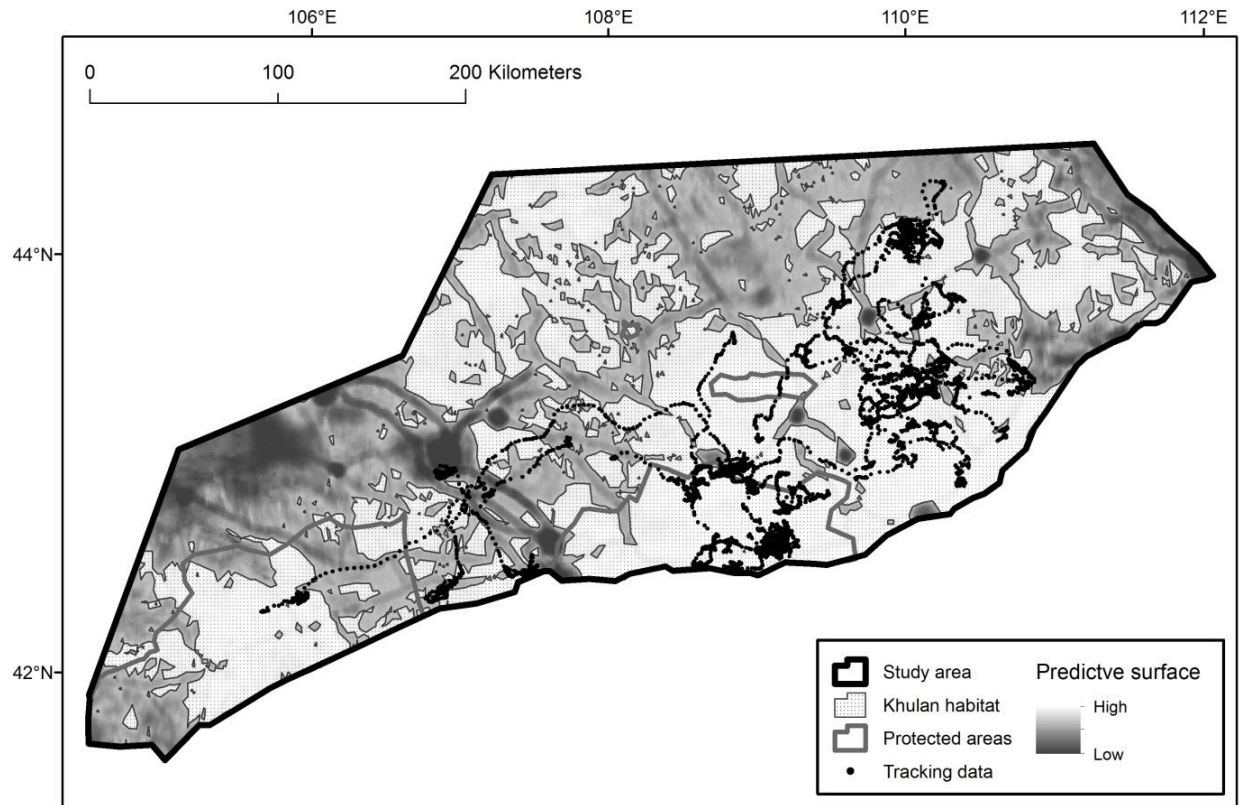 106°E 108°E 110°E 112°E
0 100 200 Kilometers
44°N
42°N
Study area
Khulan habitat
Protected areas
Tracking data
Predictve surface
High
Low